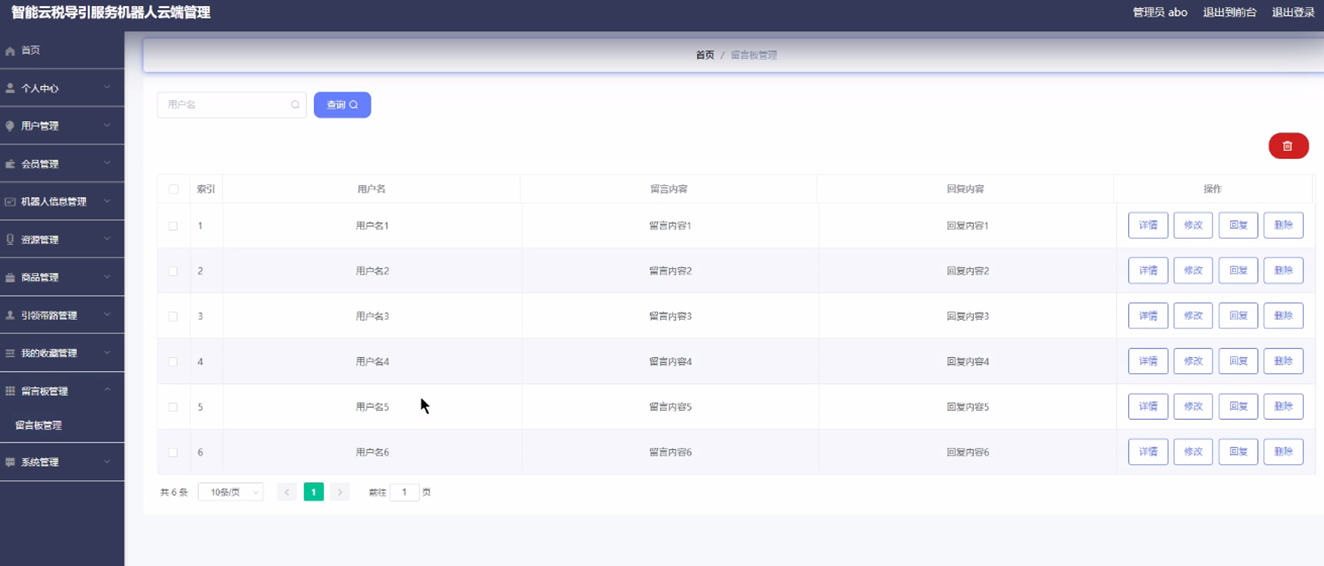 智能云税导引服务机器人云端管理
管理员 abo 退出到前台 退出登录
首页
个人中心
用户管理
会员管理
机器人信息管理
资源管理
商品管理
引领带路管理
我的收藏管理
留言板管理
留言板管理
系统管理
首页 / 留言板管理
用户名 查询
索引 用户名 留言内容 回复内容 操作
1 用户名1 留言内容1 回复内容1 详情 修改 回复 删除
2 用户名2 留言内容2 回复内容2 详情 修改 回复 删除
3 用户名3 留言内容3 回复内容3 详情 修改 回复 删除
4 用户名4 留言内容4 回复内容4 详情 修改 回复 删除
5 用户名5 留言内容5 回复内容5 详情 修改 回复 删除
6 用户名6 留言内容6 回复内容6 详情 修改 回复 删除
共 6 条 10条/页 1 前往 1 页